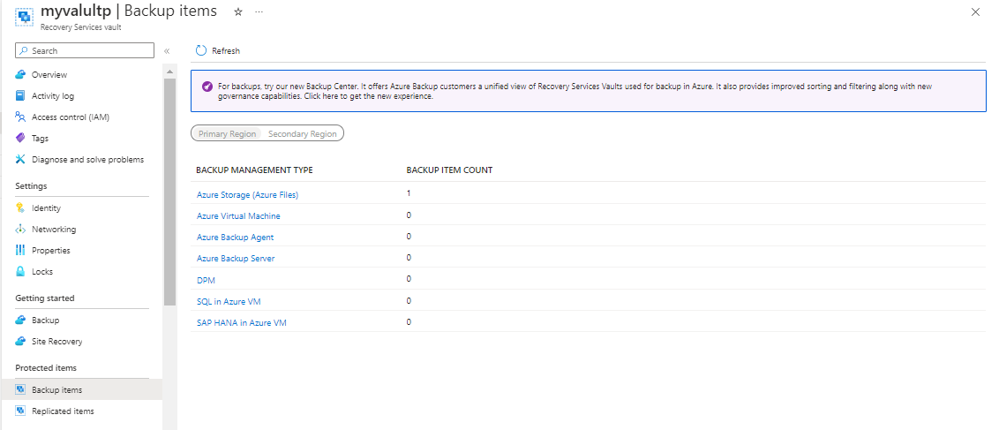 myvalultp | Backup items
Recovery Services vault
Search
Overview
Activity log
Access control (IAM)
Tags
Diagnose and solve problems
Settings
Identity
Networking
Properties
Locks
Getting started
Backup
Site Recovery
Protected items
Backup items
Replicated items
Refresh
For backups, try our new Backup Center. It offers Azure Backup customers a unified view of Recovery Services Vaults used for backup in Azure. It also provides improved sorting and filtering along with new
governance capabilities. Click here to get the new experience.
Primary Region Secondary Region
BACKUP MANAGEMENT TYPE BACKUP ITEM COUNT
Azure Storage (Azure Files) 1
Azure Virtual Machine 0
Azure Backup Agent 0
Azure Backup Server 0
DPM 0
SQL in Azure VM 0
SAP HANA in Azure VM 0